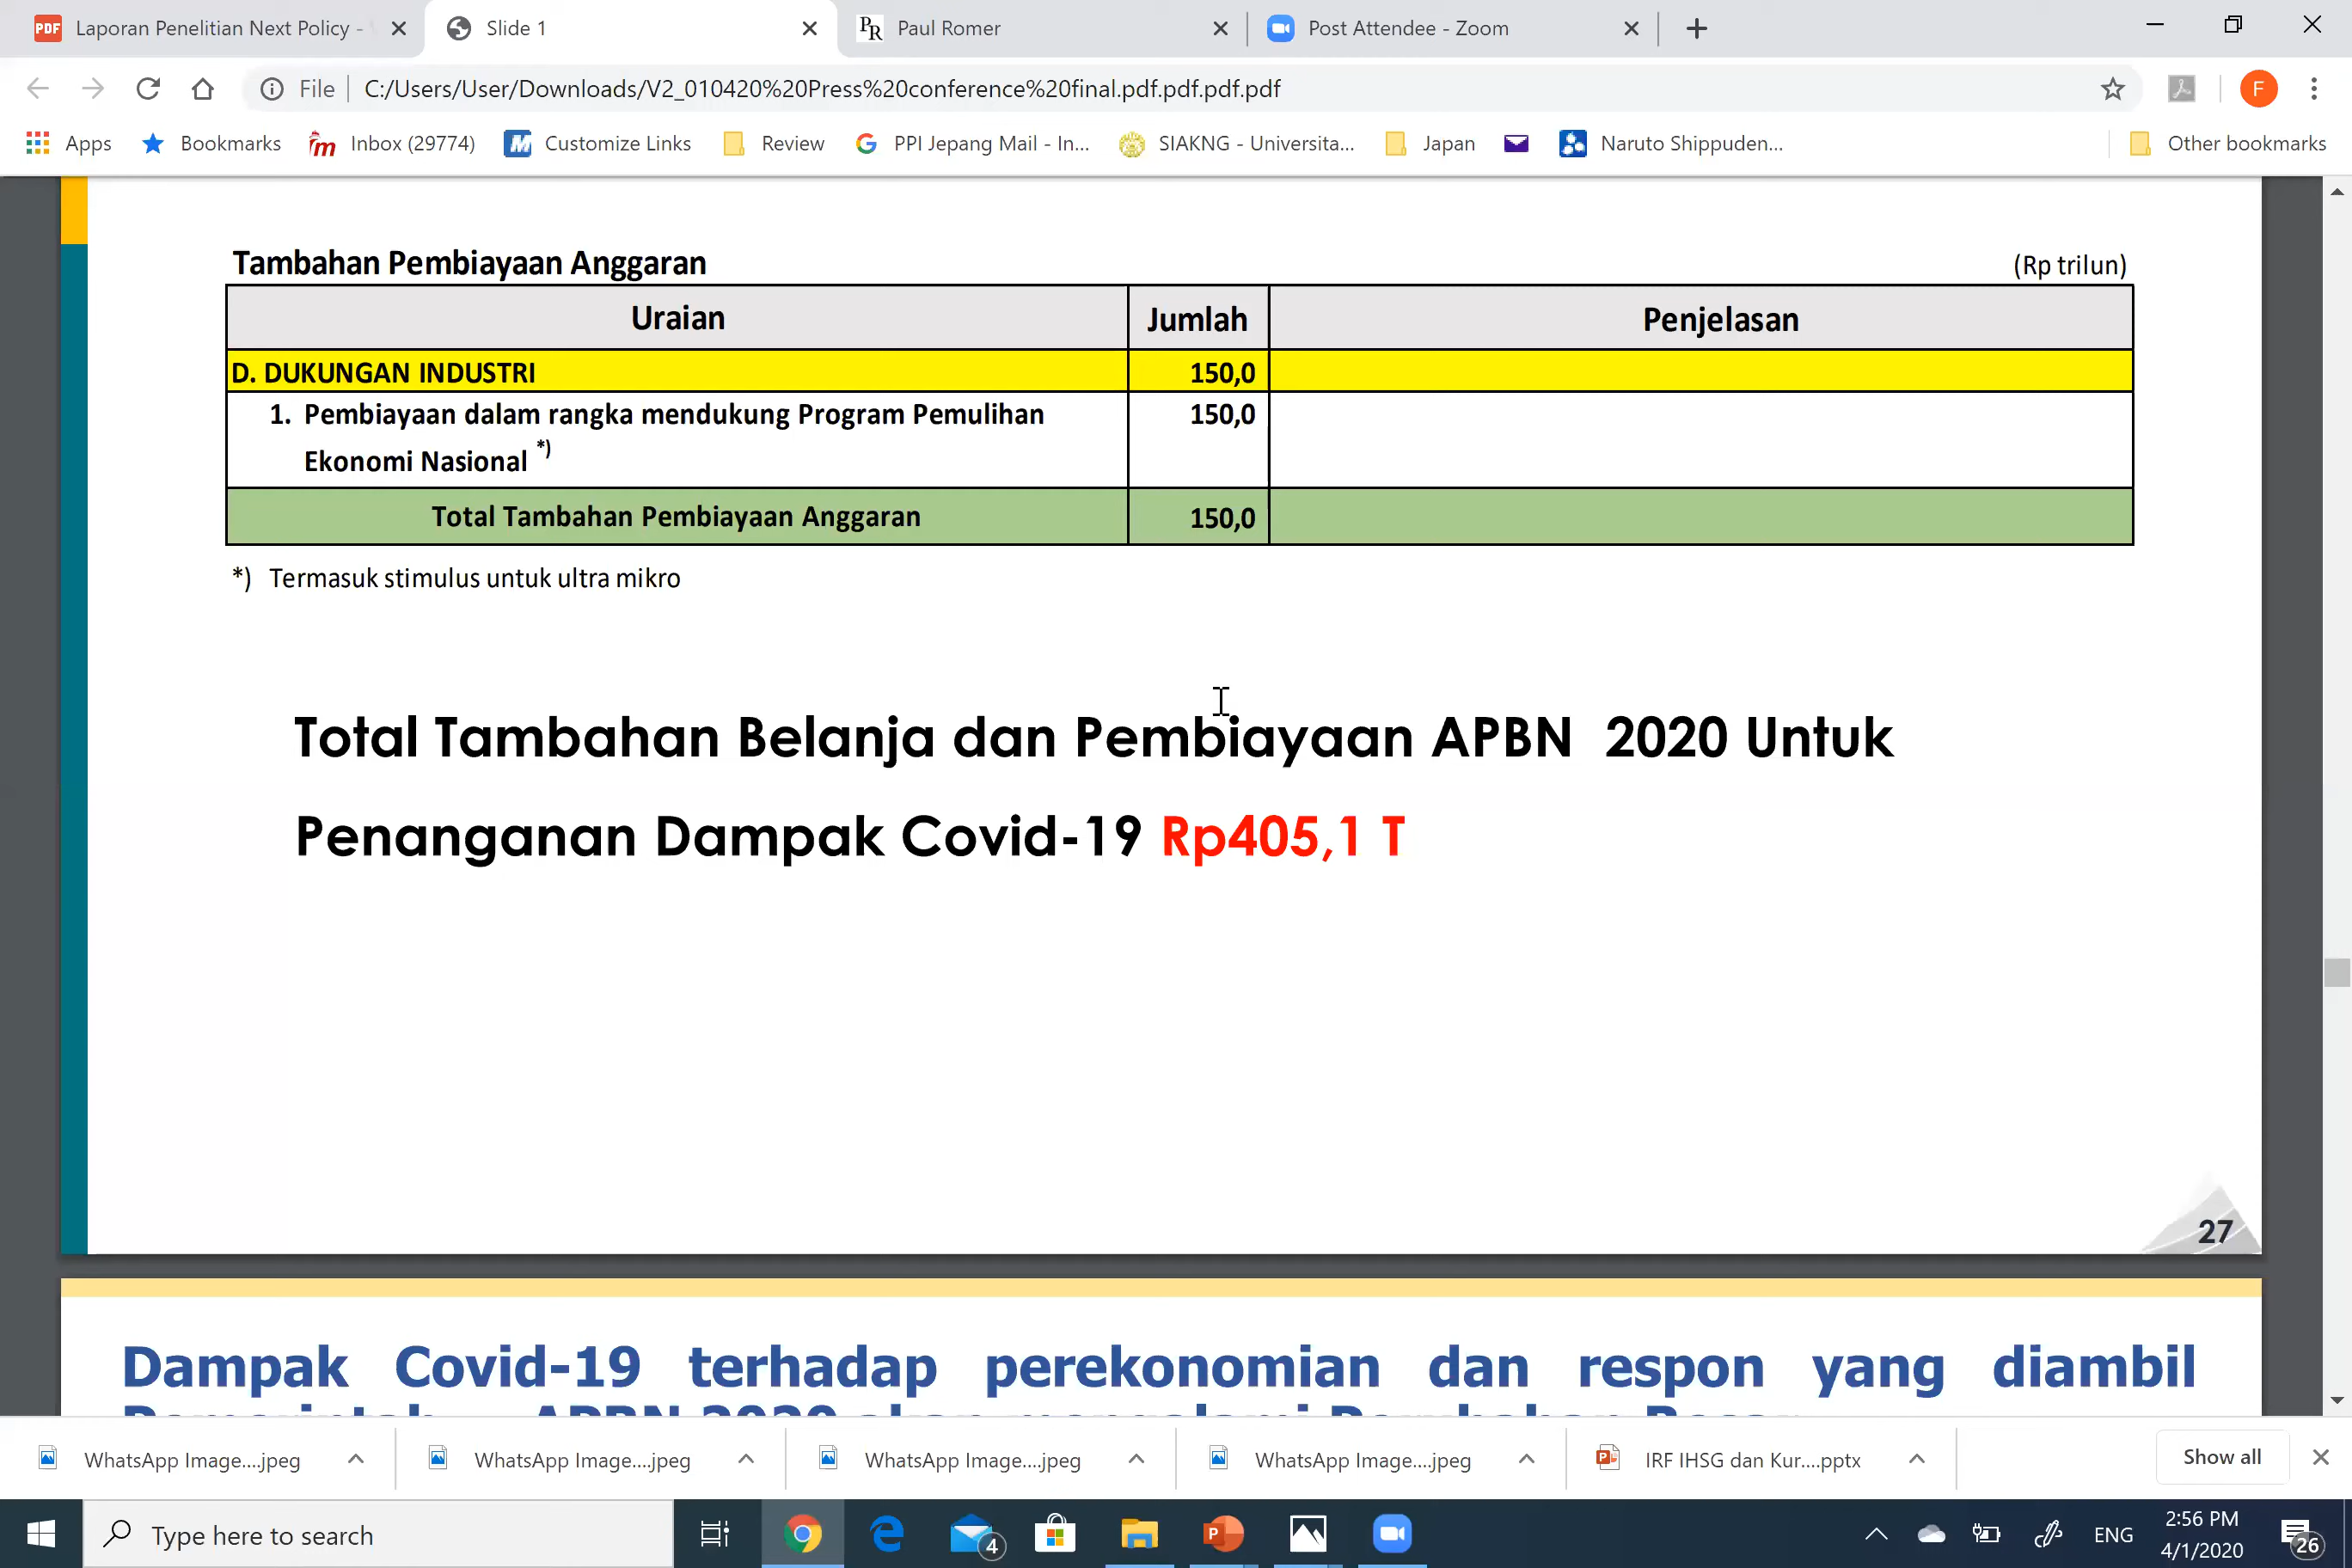 Laporan Penelitian Next Policy -
Slide 1
Paul Romer
Post Attendee - Zoom
File
C:/Users/User/Downloads/V2_010420%20Press%20conference%20final.pdf.pdf.pdf.pdf
F
Apps
Bookmarks
Inbox (29774)
Customize Links
Review
PPI Jepang Mail - In...
SIAKNG - Universita...
Japan
Naruto Shippuden...
Other bookmarks
Tambahan Pembiayaan Anggaran
(Rp trilun)
Uraian Jumlah Penjelasan
D. DUKUNGAN INDUSTRI 150,0
1. Pembiayaan dalam rangka mendukung Program Pemulihan 150,0
Ekonomi Nasional *)
Total Tambahan Pembiayaan Anggaran 150,0
*) Termasuk stimulus untuk ultra mikro
Total Tambahan Belanja dan Pembiayaan APBN 2020 Untuk
Penanganan Dampak Covid-19 Rp405,1 T
27
Dampak Covid-19 terhadap perekonomian dan respon yang diambil
WhatsApp Image....jpeg
WhatsApp Image....jpeg
WhatsApp Image....jpeg
WhatsApp Image....jpeg
IRF IHSG dan Kur....pptx
Show all
Type here to search
4
ENG
2:56 PM
4/1/2020
26